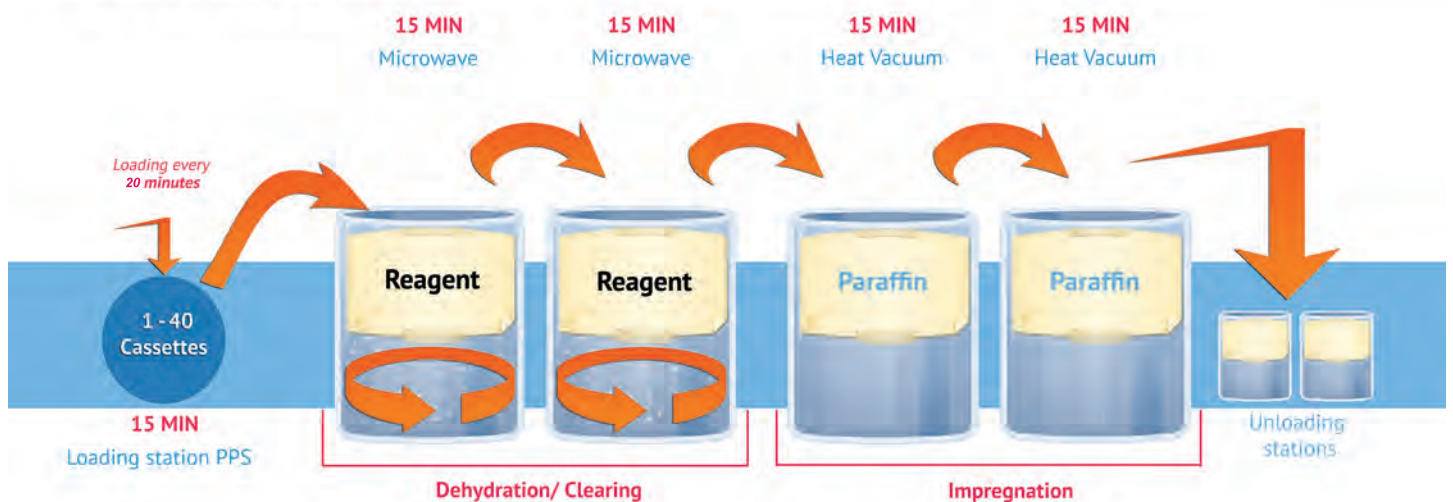 15 MIN
Microwave
15 MIN
Microwave
15 MIN
Heat Vacuum
15 MIN
Heat Vacuum
Loading every
20 minutes
Reagent
Reagent
Paraffin
Paraffin
1 - 40
Cassettes
15 MIN
Loading station PPS
Unloading
stations
Dehydration/ Clearing
Impregnation